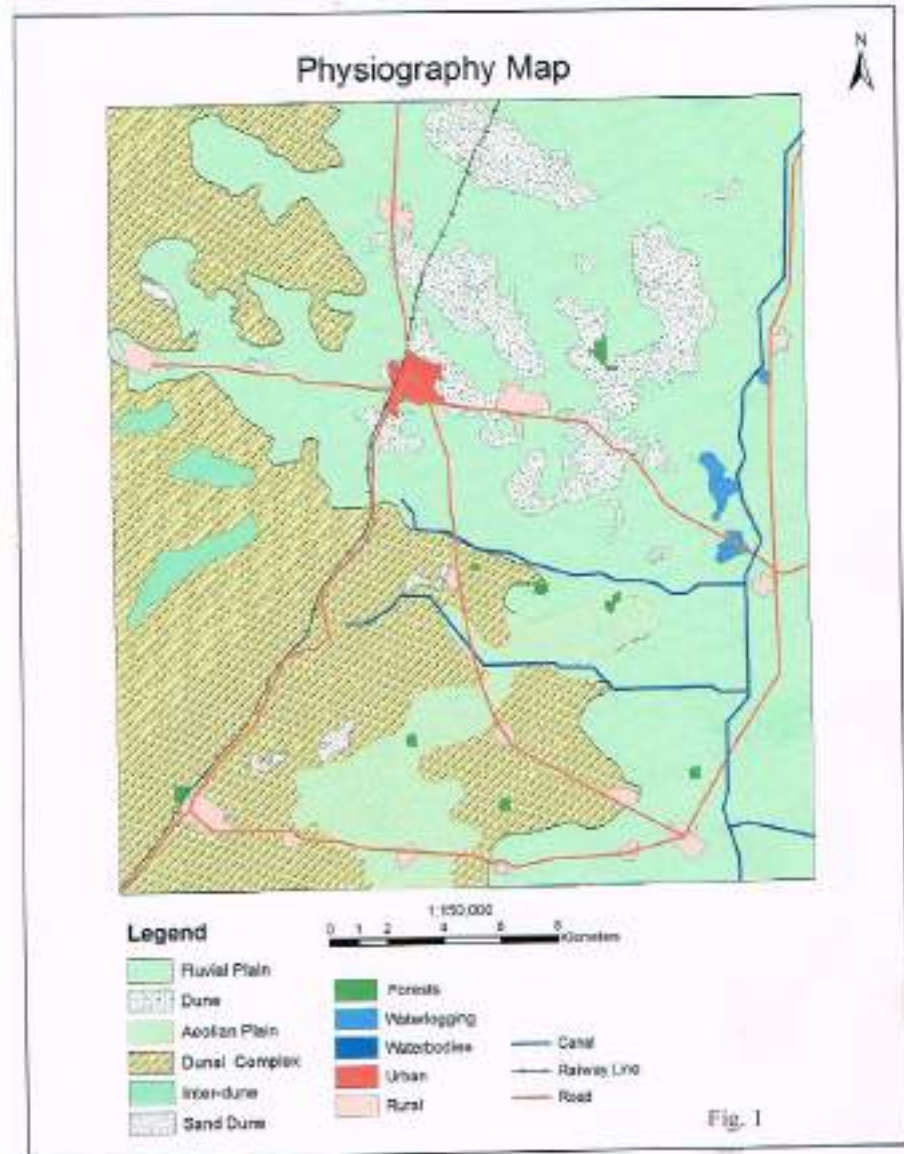 N
Physiography Map
1:150,000
0 1 2 4 6 8
Kilometers
Legend
Fluvial Plain
Dune
Aeolian Plain
Dunal Complex
Inter-dune
Sand Dune
Forests
Waterlogging
Waterbodies
Urban
Rural
Canal
Railway Line
Road
Fig. 1